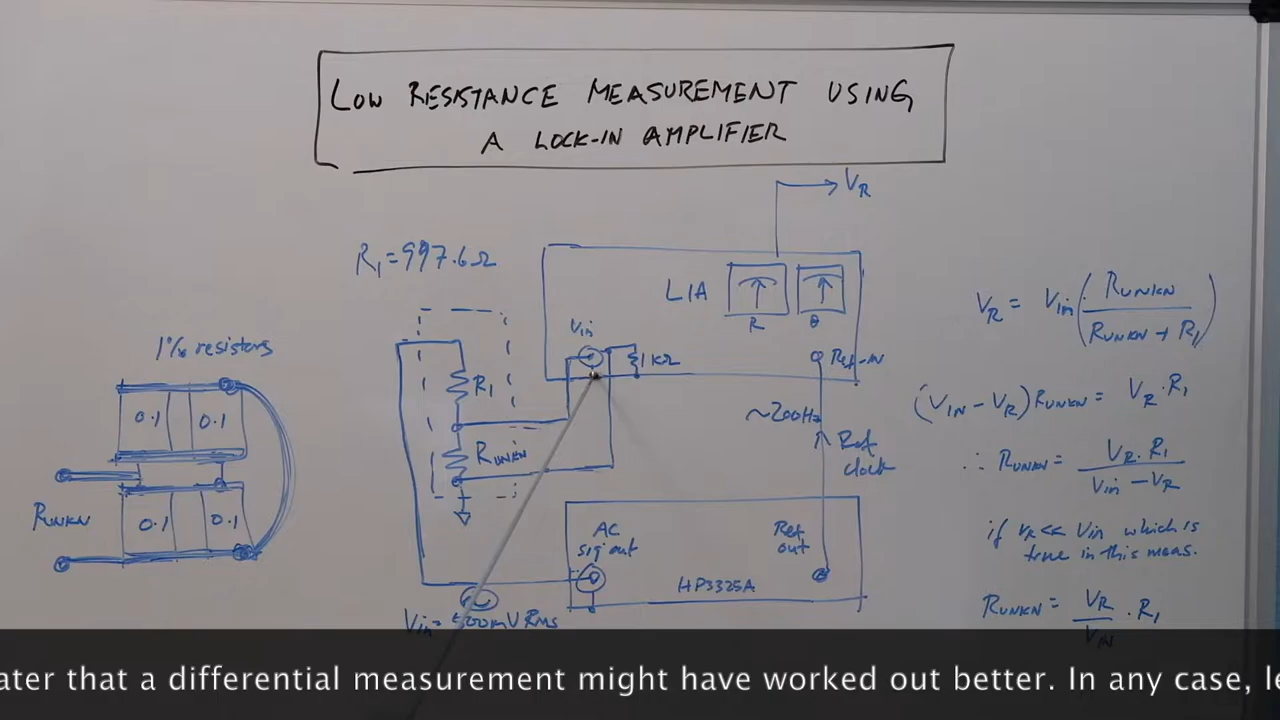 LOW RESISTANCE MEASUREMENT USING
A LOCK-IN AMPLIFIER
VR
R1=997.6Ω
LIA
R
θ
Vin
1KΩ
Ref-IN
1% resistors
0.1
0.1
0.1
0.1
RUNKN
R1
RUNKN
~200Hz
Ref
clock
AC
sig out
Ref
out
HP3325A
Vin=
VRms
VR = Vin(RUNKN / RUNKN + R1)
(VIN - VR)RUNKN = VR·R1
∴ RUNKN = VR·R1 / Vin - VR
if VR << Vin which is
true in this meas.
RUNKN = VR / VIN · R1
ater that a differential measurement might have worked out better. In any case, le